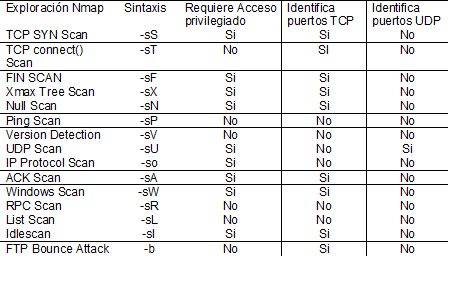 Exploración Nmap Sintaxis Requiere Acceso privilegiado Identifica puertos TCP Identifica puertos UDP
TCP SYN Scan -sS Si Si No
TCP connect() Scan -sT No SI No
FIN SCAN -sF Si Si No
Xmax Tree Scan -sX Si Si No
Null Scan -sN Si Si No
Ping Scan -sP No No No
Version Detection -sV No No No
UDP Scan -sU Si No Si
IP Protocol Scan -so Si No No
ACK Scan -sA Si Si No
Windows Scan -sW Si Si No
RPC Scan -sR No No No
List Scan -sL No No No
Idlescan -sI Si Si No
FTP Bounce Attack -b No Si No